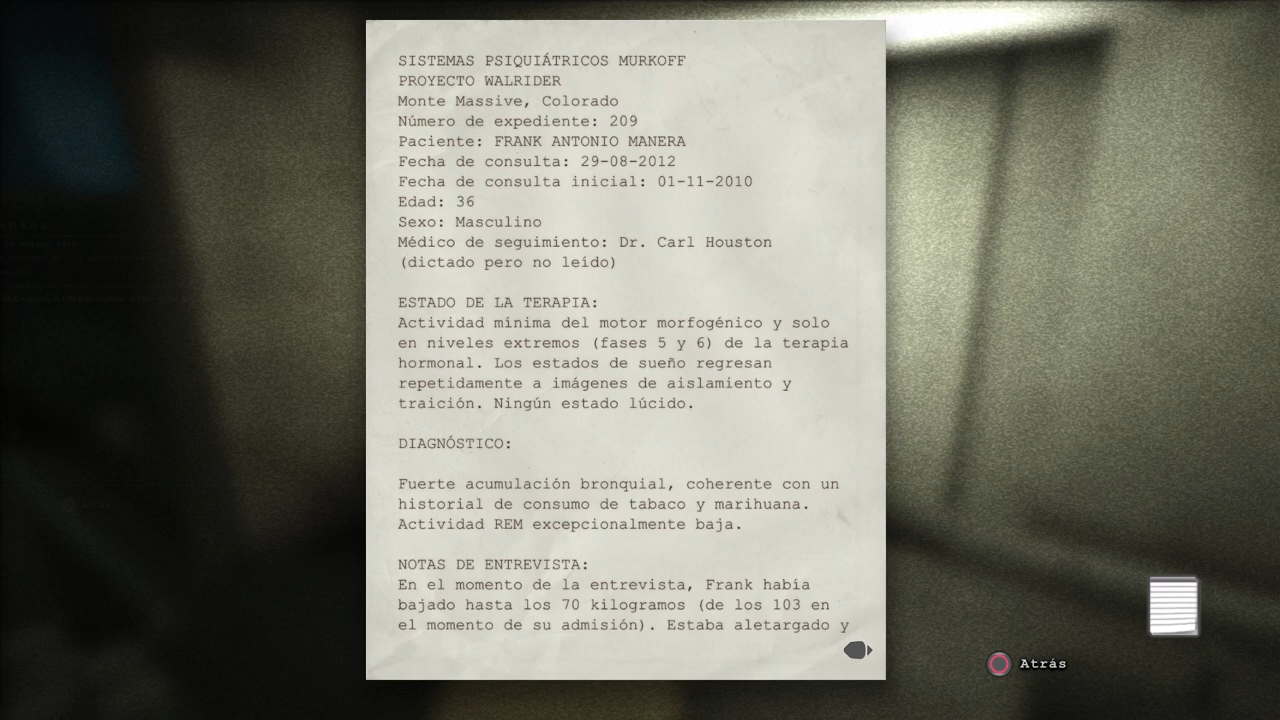 SISTEMAS PSIQUIÁTRICOS MURKOFF
PROYECTO WALRIDER
Monte Massive, Colorado
Número de expediente: 209
Paciente: FRANK ANTONIO MANERA
Fecha de consulta: 29-08-2012
Fecha de consulta inicial: 01-11-2010
Edad: 36
Sexo: Masculino
Médico de seguimiento: Dr. Carl Houston
(dictado pero no leído)
ESTADO DE LA TERAPIA:
Actividad mínima del motor morfogénico y solo
en niveles extremos (fases 5 y 6) de la terapia
hormonal. Los estados de sueño regresan
repetidamente a imágenes de aislamiento y
traición. Ningún estado lúcido.
DIAGNÓSTICO:
Fuerte acumulación bronquial, coherente con un
historial de consumo de tabaco y marihuana.
Actividad REM excepcionalmente baja.
NOTAS DE ENTREVISTA:
En el momento de la entrevista, Frank había
bajado hasta los 70 kilogramos (de los 103 en
el momento de su admisión). Estaba aletargado y
Atrás